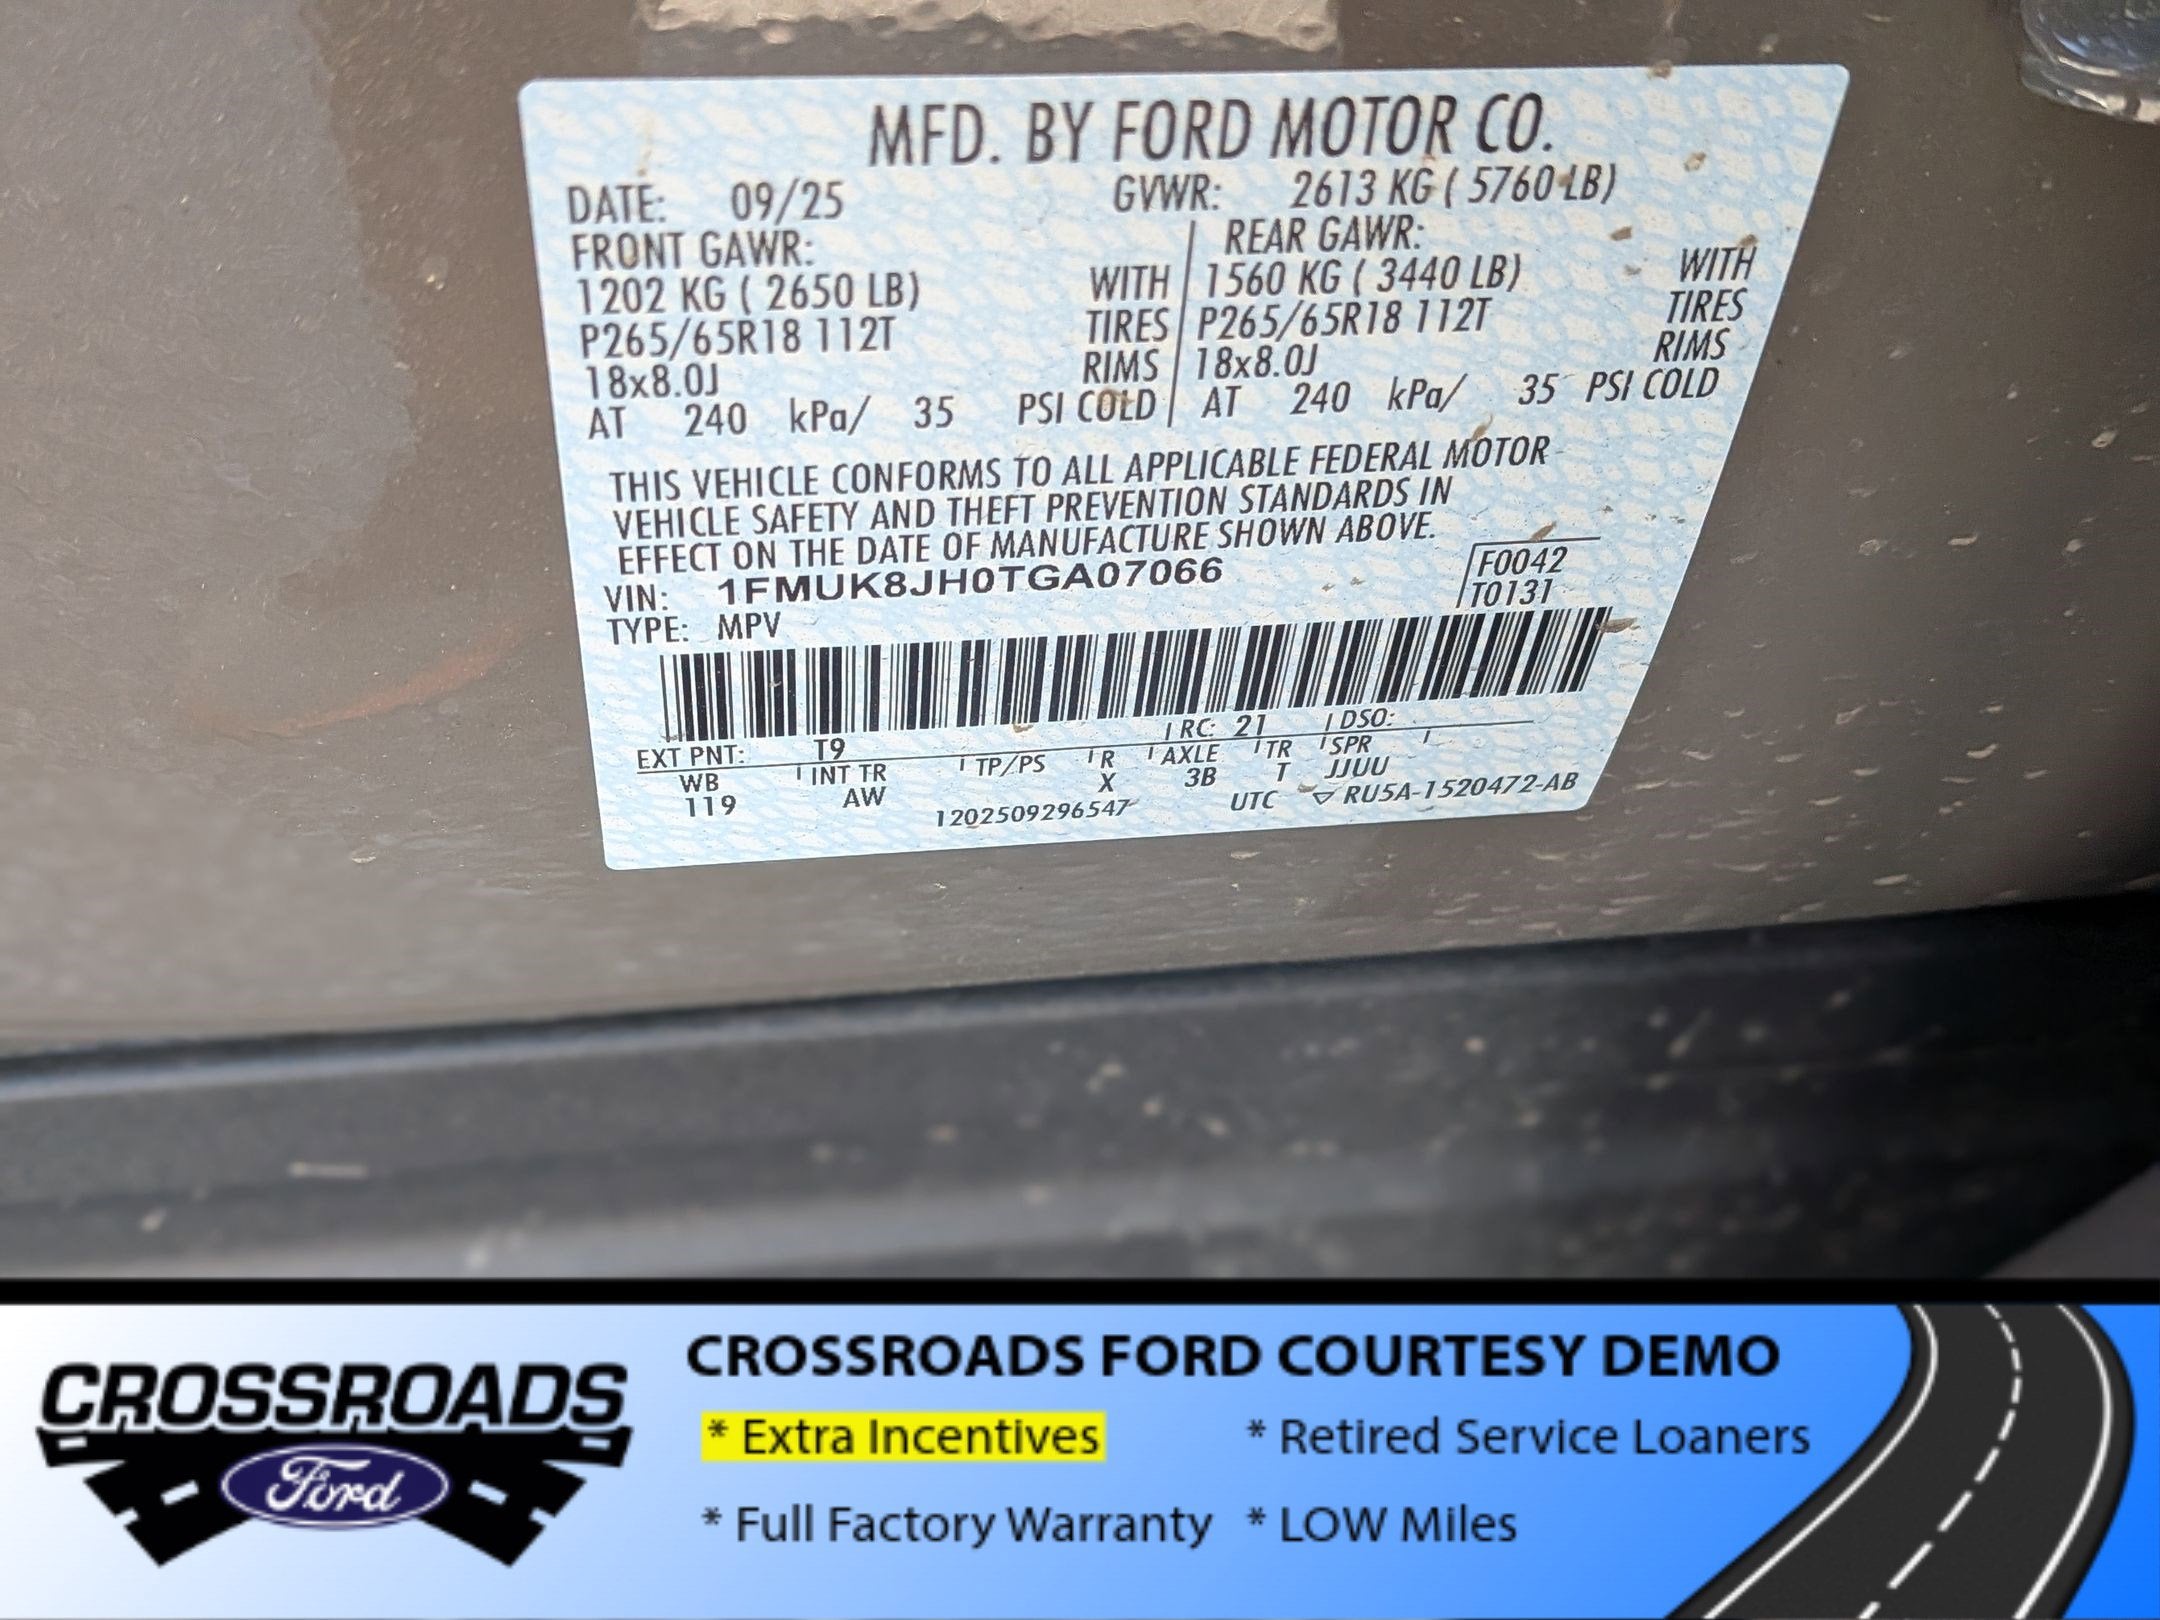 MFD. BY FORD MOTOR CO.
DATE: 09/25 GVWR: 2613 KG ( 5760 LB)
FRONT GAWR: REAR GAWR:
1202 KG ( 2650 LB) WITH 1560 KG ( 3440 LB) WITH
P265/65R18 112T TIRES P265/65R18 112T TIRES
18x8.0J RIMS 18x8.0J RIMS
AT 240 kPa/ 35 PSI COLD AT 240 kPa/ 35 PSI COLD
THIS VEHICLE CONFORMS TO ALL APPLICABLE FEDERAL MOTOR
VEHICLE SAFETY AND THEFT PREVENTION STANDARDS IN
EFFECT ON THE DATE OF MANUFACTURE SHOWN ABOVE.
VIN: 1FMUK8JH0TGA07066 F0042
TYPE: MPV T0131
EXT PNT: T9 RC: 21 DSO:
WB INT TR TP/PS R AXLE TR SPR
119 AW X 3B T JJUU
1202509296547 UTC ▽ RU5A-1520472-AB
CROSSROADS
Ford
CROSSROADS FORD COURTESY DEMO
* Extra Incentives * Retired Service Loaners
* Full Factory Warranty * LOW Miles